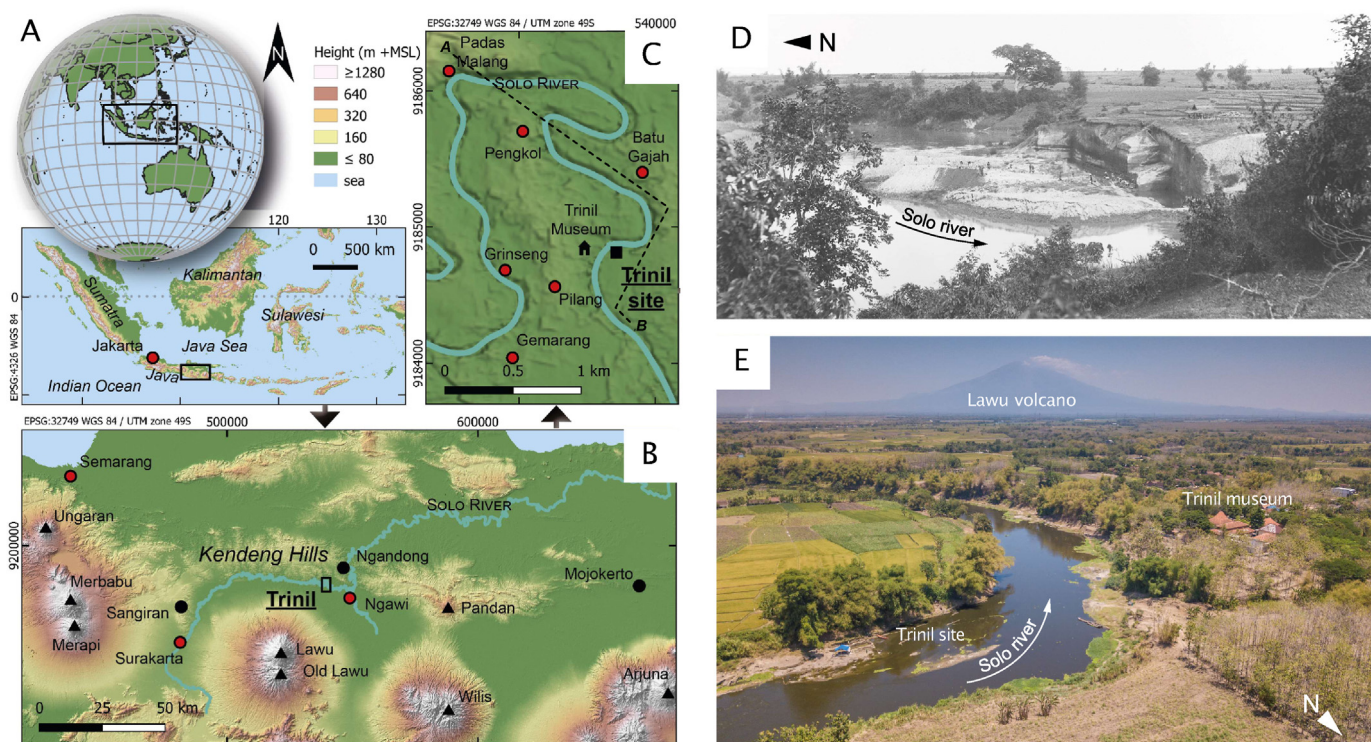 A
N
Height (m +MSL)
≥1280
640
320
160
≤ 80
sea
120
130
0 500 km
0
Kalimantan
Sumatra
Sulawesi
Jakarta
Java Sea
Java
Indian Ocean
EPSG:4326 WGS 84
EPSG:32749 WGS 84 / UTM zone 49S
540000
C
A
Padas
Malang
SOLO RIVER
9186000
Pengkol
Batu
Gajah
Trinil
Museum
9185000
Grinseng
Trinil
site
Pilang
B
Gemarang
9184000
0 0.5 1 km
EPSG:32749 WGS 84 / UTM zone 49S
500000
600000
B
Semarang
SOLO RIVER
Ungaran
9200000
Kendeng Hills
Ngandong
Mojokerto
Merbabu
Sangiran
Trinil
Ngawi
Pandan
Merapi
Surakarta
Lawu
Old Lawu
Arjuna
Wilis
0 25 50 km
D
N
Solo river
E
Lawu volcano
Trinil museum
Trinil site
Solo river
N